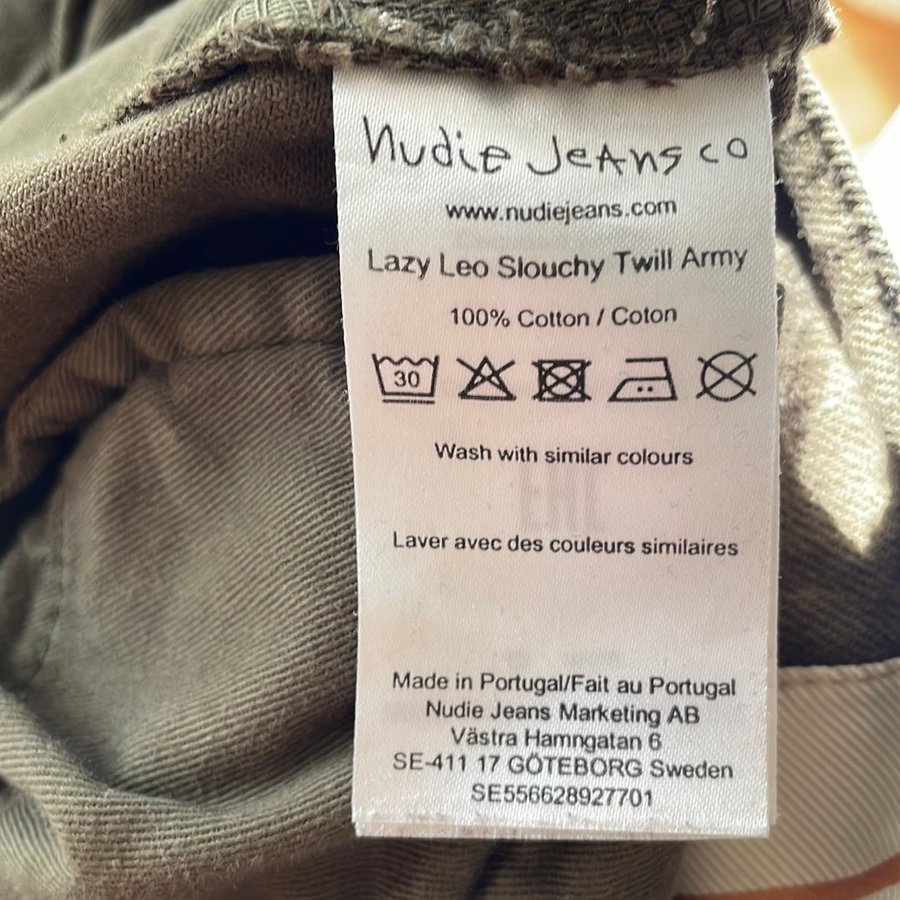 Nudie Jeans co
www.nudiejeans.com
Lazy Leo Slouchy Twill Army
100% Cotton / Coton
30
Wash with similar colours
Laver avec des couleurs similaires
Made in Portugal/Fait au Portugal
Nudie Jeans Marketing AB
Västra Hamngatan 6
SE-411 17 GÖTEBORG Sweden
SE556628927701